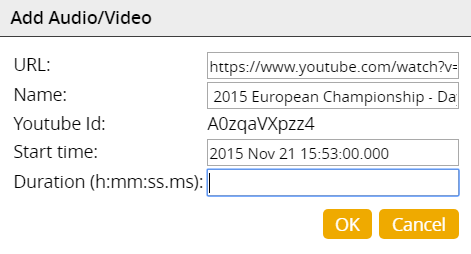 Add Audio/Video
URL: https://www.youtube.com/watch?v=
Name: 2015 European Championship - Da
Youtube Id: A0zqaVXpzz4
Start time: 2015 Nov 21 15:53:00.000
Duration (h:mm:ss.ms):
OK Cancel